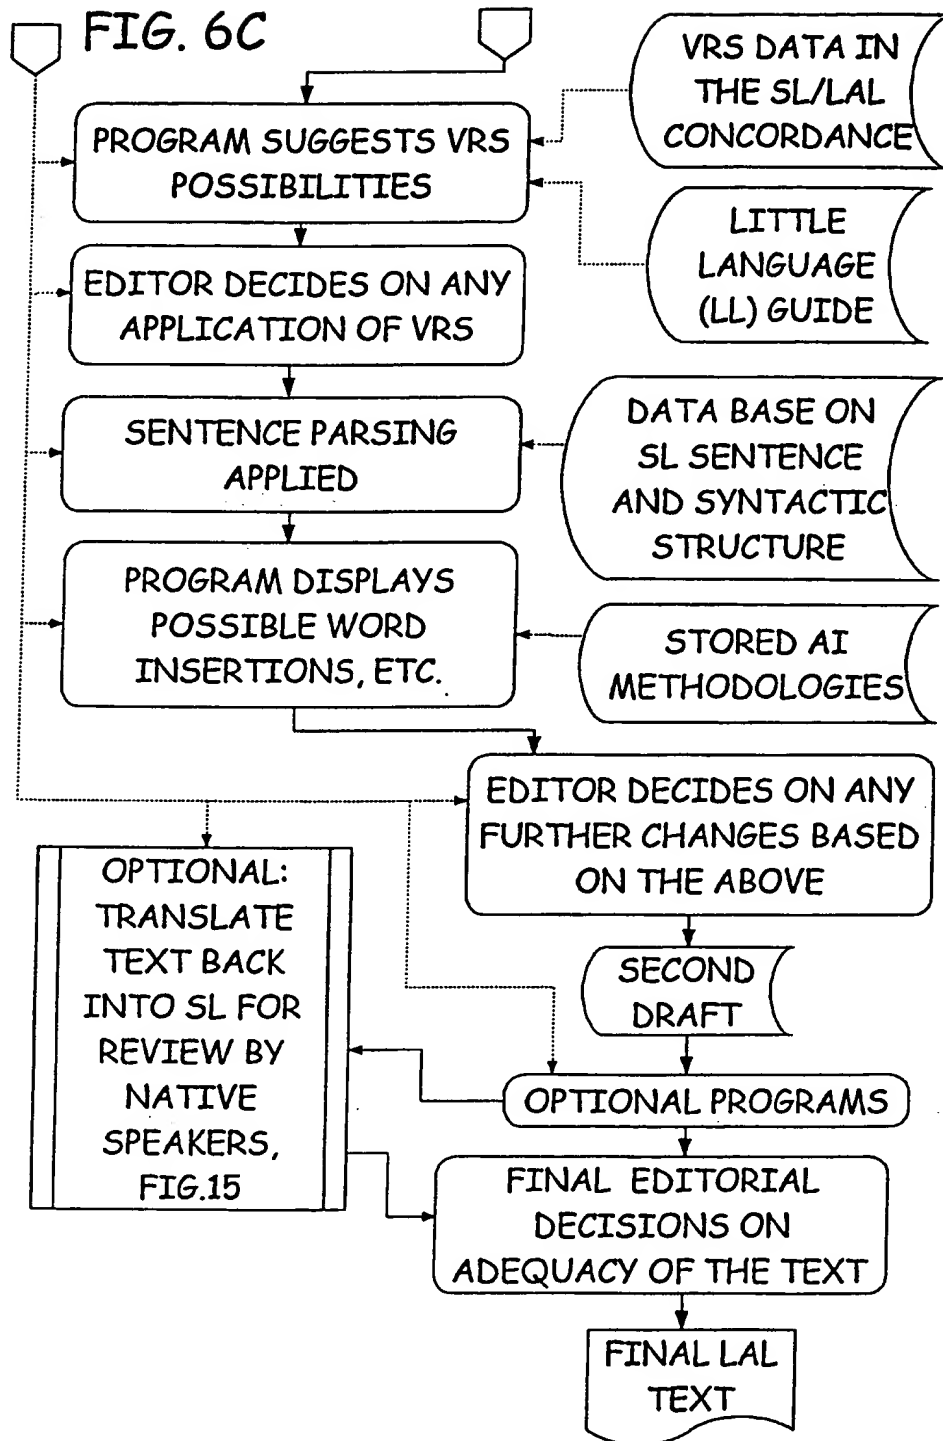 FIG. 6C
VRS DATA IN
THE SL/LAL
CONCORDANCE
PROGRAM SUGGESTS VRS
POSSIBILITIES
LITTLE
LANGUAGE
(LL) GUIDE
EDITOR DECIDES ON ANY
APPLICATION OF VRS
SENTENCE PARSING
APPLIED
DATA BASE ON
SL SENTENCE
AND SYNTACTIC
STRUCTURE
PROGRAM DISPLAYS
POSSIBLE WORD
INSERTIONS, ETC.
STORED AI
METHODOLOGIES
EDITOR DECIDES ON ANY
FURTHER CHANGES BASED
ON THE ABOVE
OPTIONAL:
TRANSLATE
TEXT BACK
INTO SL FOR
REVIEW BY
NATIVE
SPEAKERS,
FIG.15
SECOND
DRAFT
OPTIONAL PROGRAMS
FINAL EDITORIAL
DECISIONS ON
ADEQUACY OF THE TEXT
FINAL LAL
TEXT